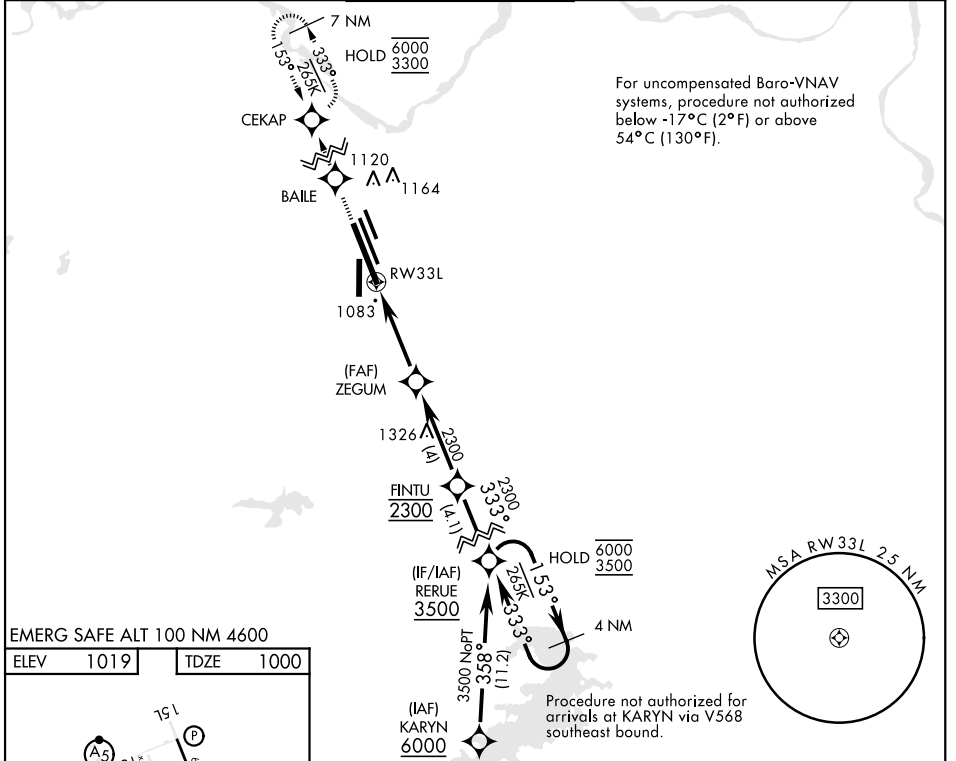 7 NM
HOLD 6000
3300
333°
153°
265K
CEKAP
For uncompensated Baro-VNAV
systems, procedure not authorized
below -17°C (2°F) or above
54°C (130°F).
1120
1164
BAILE
RW33L
1083
(FAF)
ZEGUM
1326
2300
(4)
FINTU
2300
2300
333°
(4.1)
HOLD 6000
3500
(IF/IAF)
RERUE
3500
153°
265K
333°
4 NM
MSA RW33L 25 NM
3300
3500 NoPT
358°
(11.2)
EMERG SAFE ALT 100 NM 4600
ELEV 1019 TDZE 1000
Procedure not authorized for
arrivals at KARYN via V568
southeast bound.
(IAF)
KARYN
6000
15L
P
A5